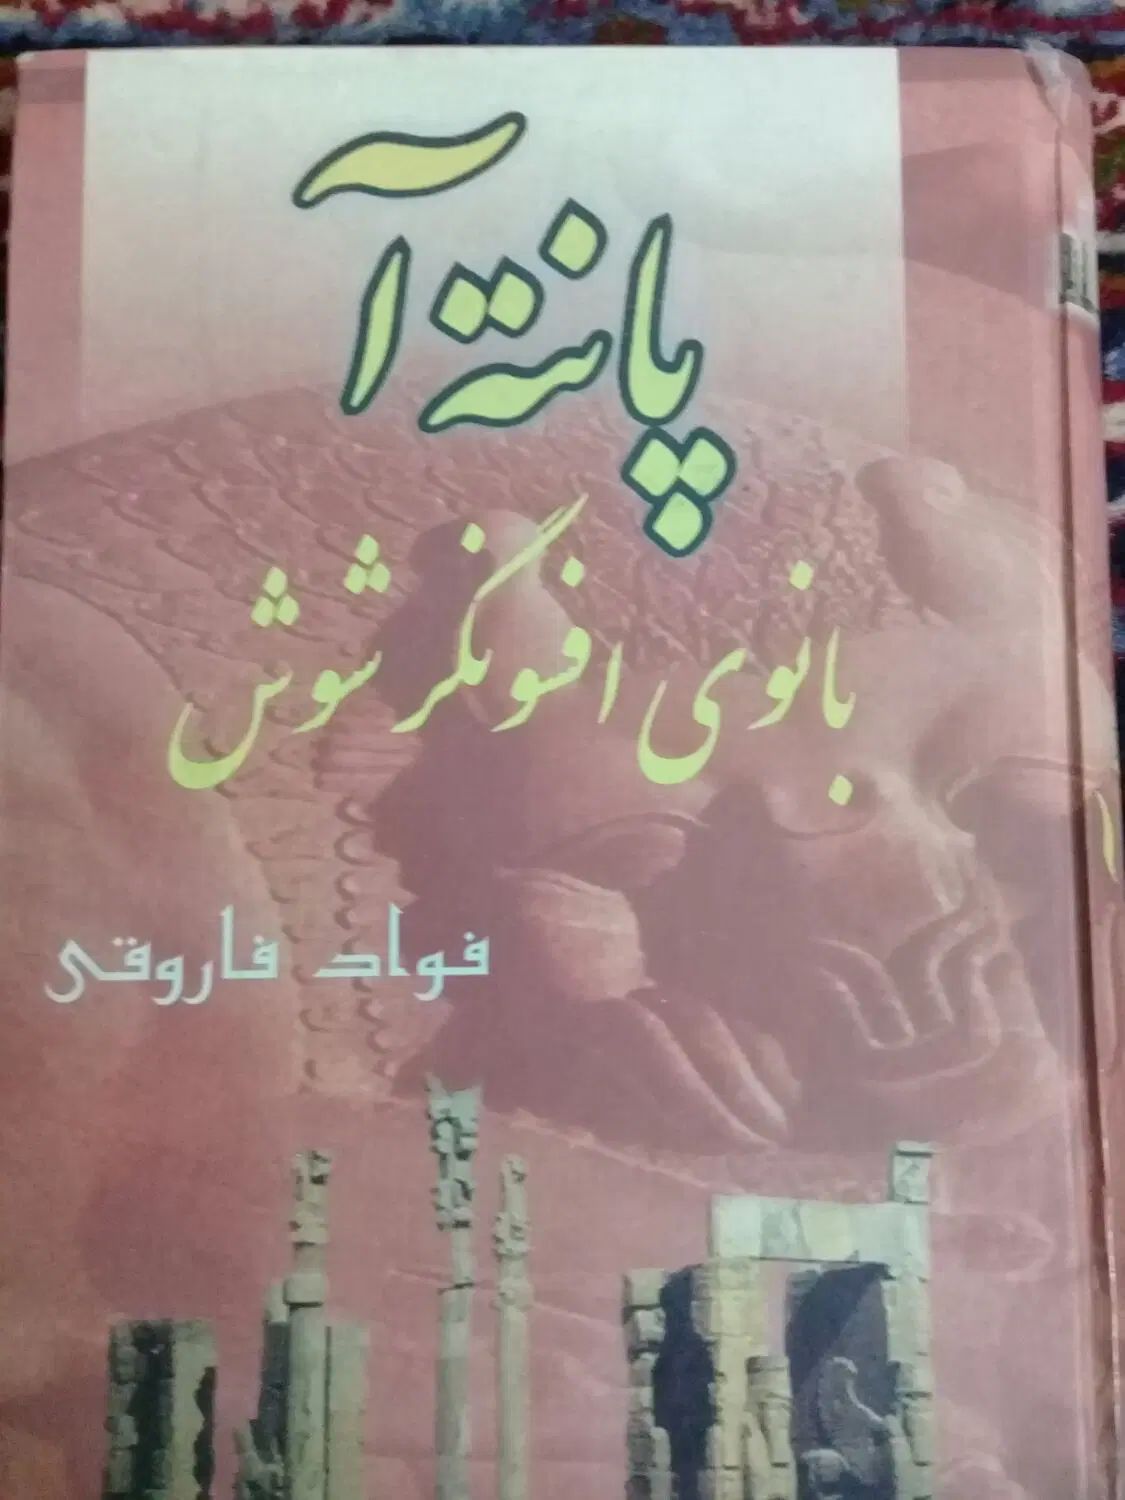 پانته آ
بانوی افسونگر شوش
فواد فاروقی